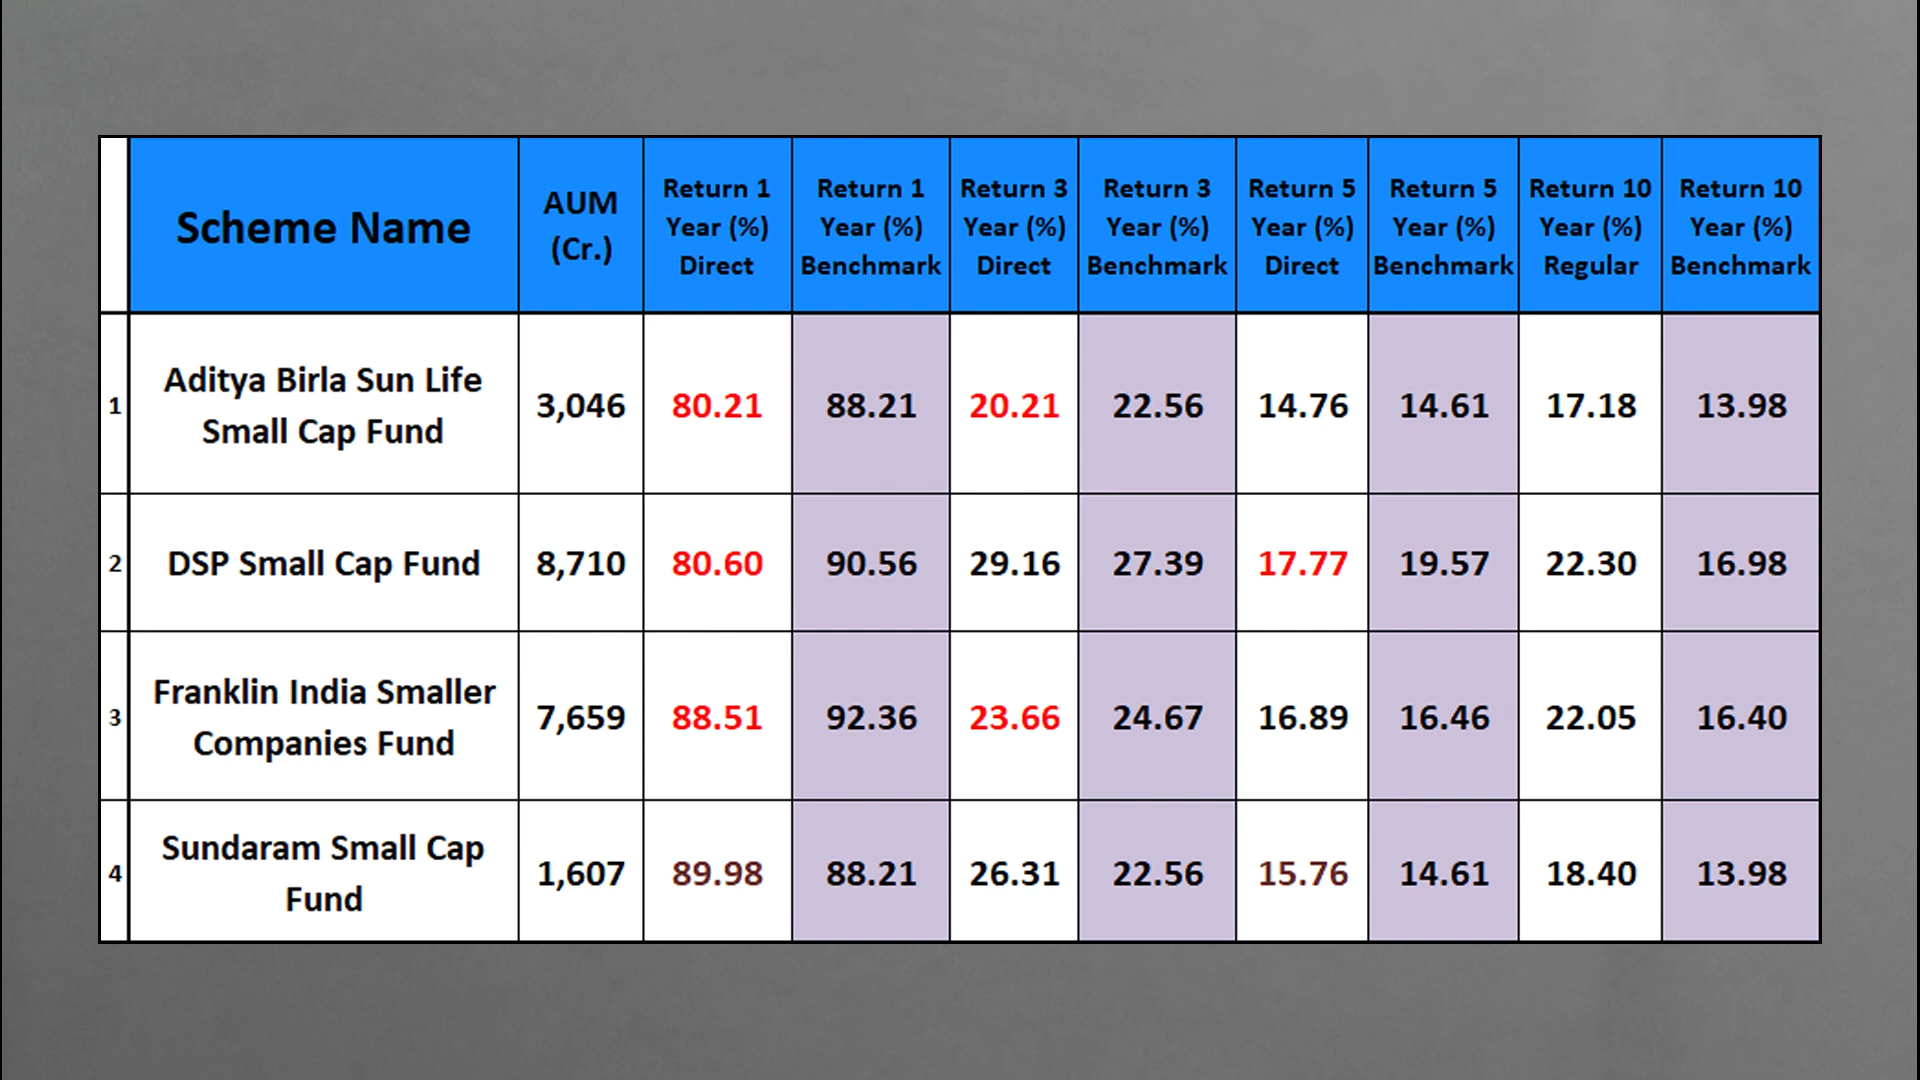 Scheme Name
AUM
(Cr.)
Return 1
Year (%)
Direct
Return 1
Year (%)
Benchmark
Return 3
Year (%)
Direct
Return 3
Year (%)
Benchmark
Return 5
Year (%)
Direct
Return 5
Year (%)
Benchmark
Return 10
Year (%)
Regular
Return 10
Year (%)
Benchmark
1
Aditya Birla Sun Life
Small Cap Fund
3,046
80.21
88.21
20.21
22.56
14.76
14.61
17.18
13.98
2
DSP Small Cap Fund
8,710
80.60
90.56
29.16
27.39
17.77
19.57
22.30
16.98
3
Franklin India Smaller
Companies Fund
7,659
88.51
92.36
23.66
24.67
16.89
16.46
22.05
16.40
4
Sundaram Small Cap
Fund
1,607
89.98
88.21
26.31
22.56
15.76
14.61
18.40
13.98